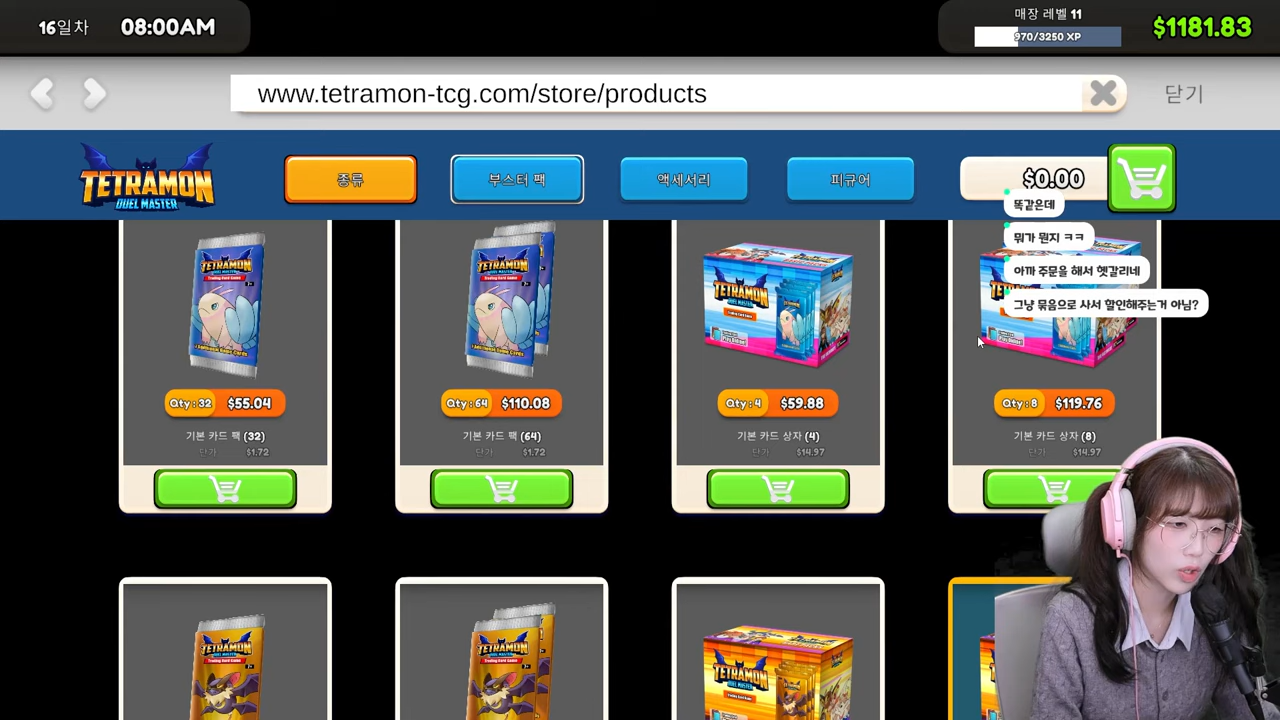 16일차 08:00AM
매장 레벨 11
970/3250 XP
$1181.83
www.tetramon-tcg.com/store/products
닫기
TETRAMON
DUEL MASTER
종류
부스터 팩
액세서리
피규어
$0.00
똑같은데
뭐가 뭔지 ㅋㅋ
아까 주문을 해서 헷갈리네
그냥 묶음으로 사서 할인해주는거 아님?
TETRAMON
TETRAMON
TETRAMON
Qty : 32 $55.04
Qty : 64 $110.08
Qty : 4 $59.88
Qty : 8 $119.76
기본 카드 팩 (32)
기본 카드 팩 (64)
기본 카드 상자 (4)
기본 카드 상자 (8)
단가 $1.72
단가 $1.72
단가 $14.97
단가 $14.97
TETRAMON
TETRAMON
TETRAMON